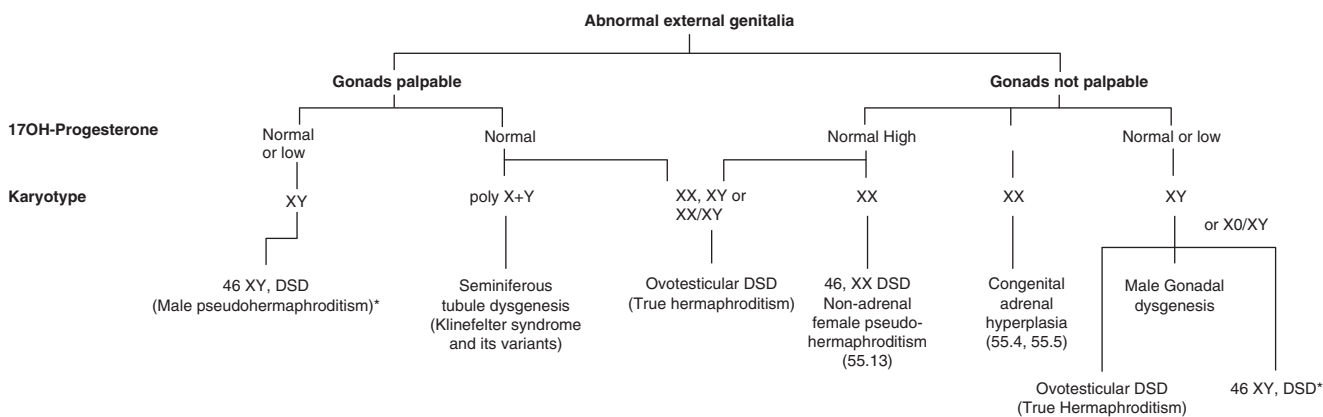 Abnormal external genitalia
Gonads palpable
Gonads not palpable
17OH-Progesterone
Normal
or low
Normal
Normal High
Normal or low
Karyotype
XY
poly X+Y
XX, XY or
XX/XY
XX
XX
XY
or X0/XY
46 XY, DSD
(Male pseudohermaphroditism)*
Seminiferous
tubule dysgenesis
(Klinefelter syndrome
and its variants)
Ovotesticular DSD
(True hermaphroditism)
46, XX DSD
Non-adrenal
female pseudo-
hermaphroditism
(55.13)
Congenital
adrenal
hyperplasia
(55.4, 55.5)
Male Gonadal
dysgenesis
Ovotesticular DSD
(True Hermaphroditism)
46 XY, DSD*